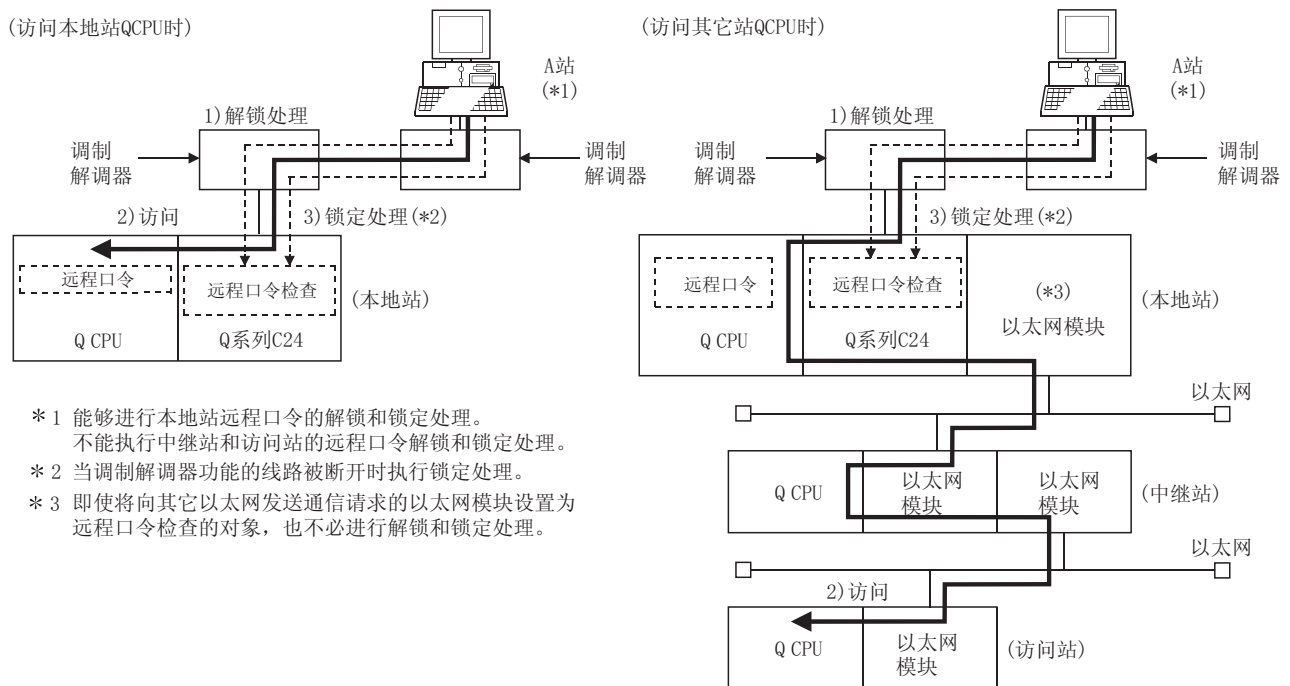 (访问本地站QCPU时)
A站
(*1)
1)解锁处理
调制
解调器
调制
解调器
2)访问
3)锁定处理(*2)
远程口令
远程口令检查
(本地站)
Q CPU
Q系列C24
*1 能够进行本地站远程口令的解锁和锁定处理。
不能执行中继站和访问站的远程口令解锁和锁定处理。
*2 当调制解调器功能的线路被断开时执行锁定处理。
*3 即使将向其它以太网发送通信请求的以太网模块设置为
远程口令检查的对象，也不必进行解锁和锁定处理。
(访问其它站QCPU时)
A站
(*1)
1)解锁处理
调制
解调器
调制
解调器
3)锁定处理(*2)
远程口令
远程口令检查
(*3)
以太网模块
(本地站)
Q CPU
Q系列C24
以太网
Q CPU
以太网
模块
以太网
模块
(中继站)
以太网
2)访问
Q CPU
以太网
模块
(访问站)